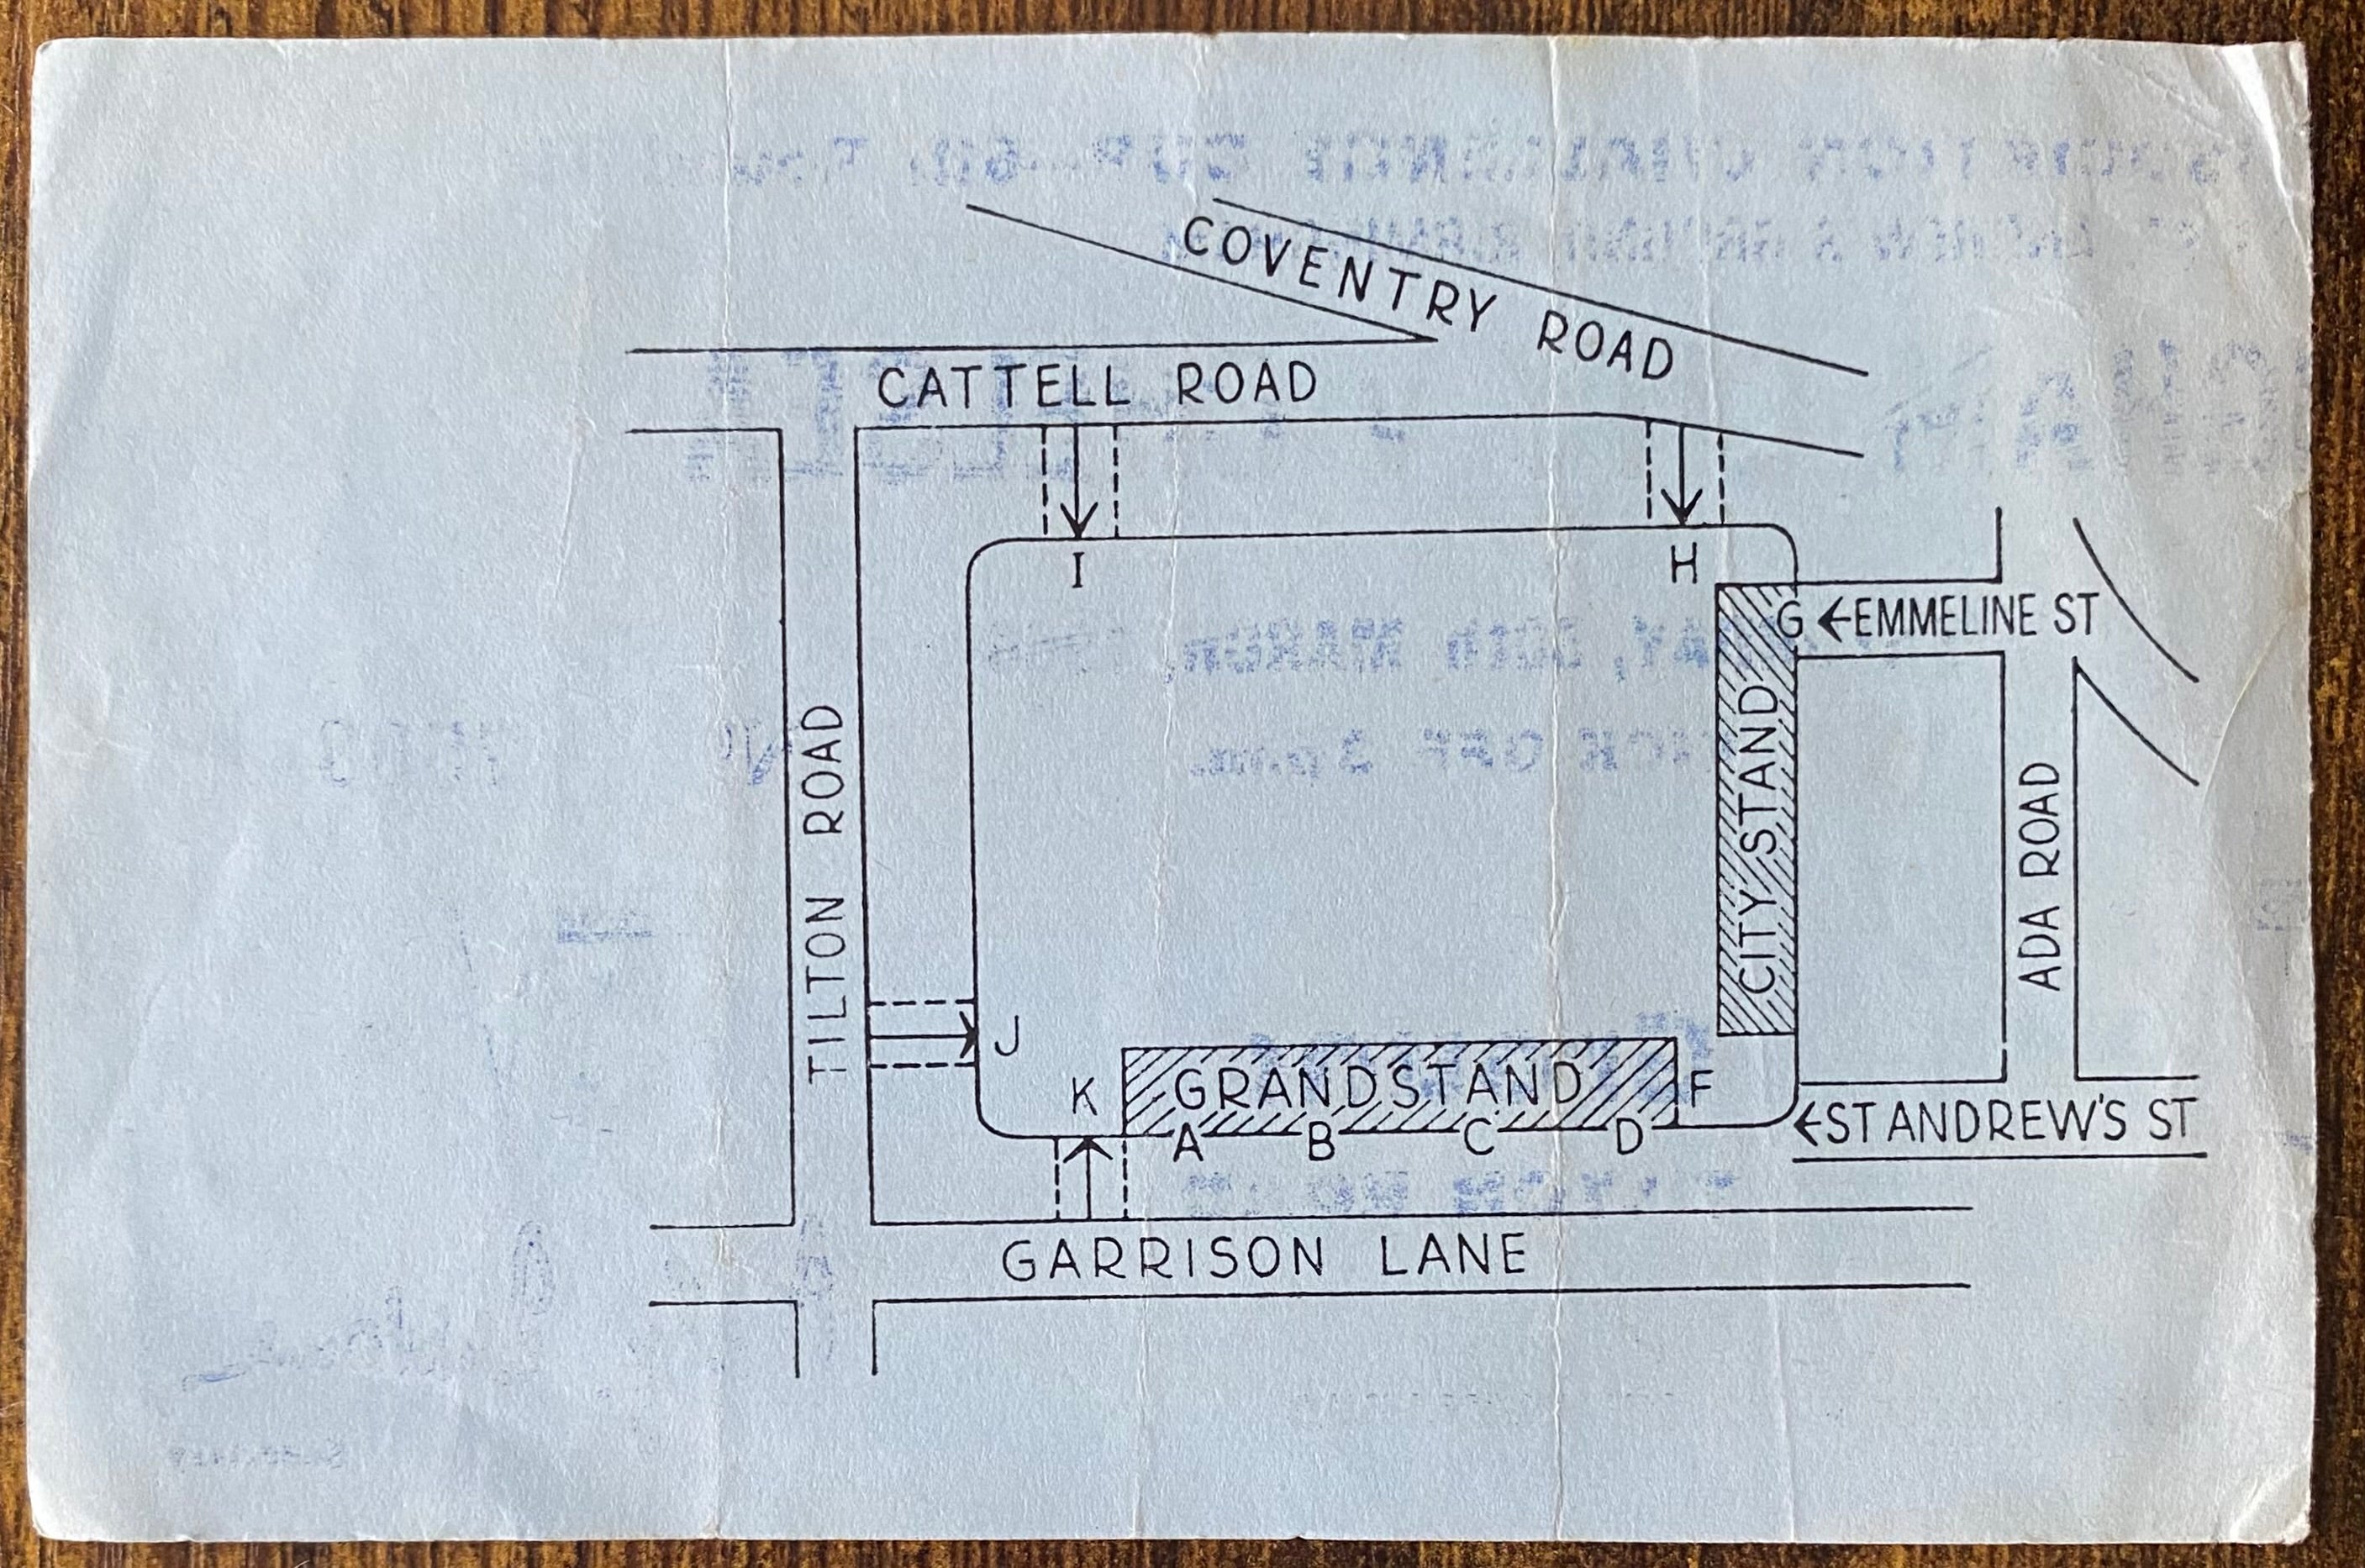 COVENTRY ROAD
CATTELL ROAD
I
H
G ←EMMELINE ST
CITY STAND
TILTON ROAD
ADA ROAD
J
K
GRANDSTAND
F
A B C D
←ST ANDREW'S ST
GARRISON LANE